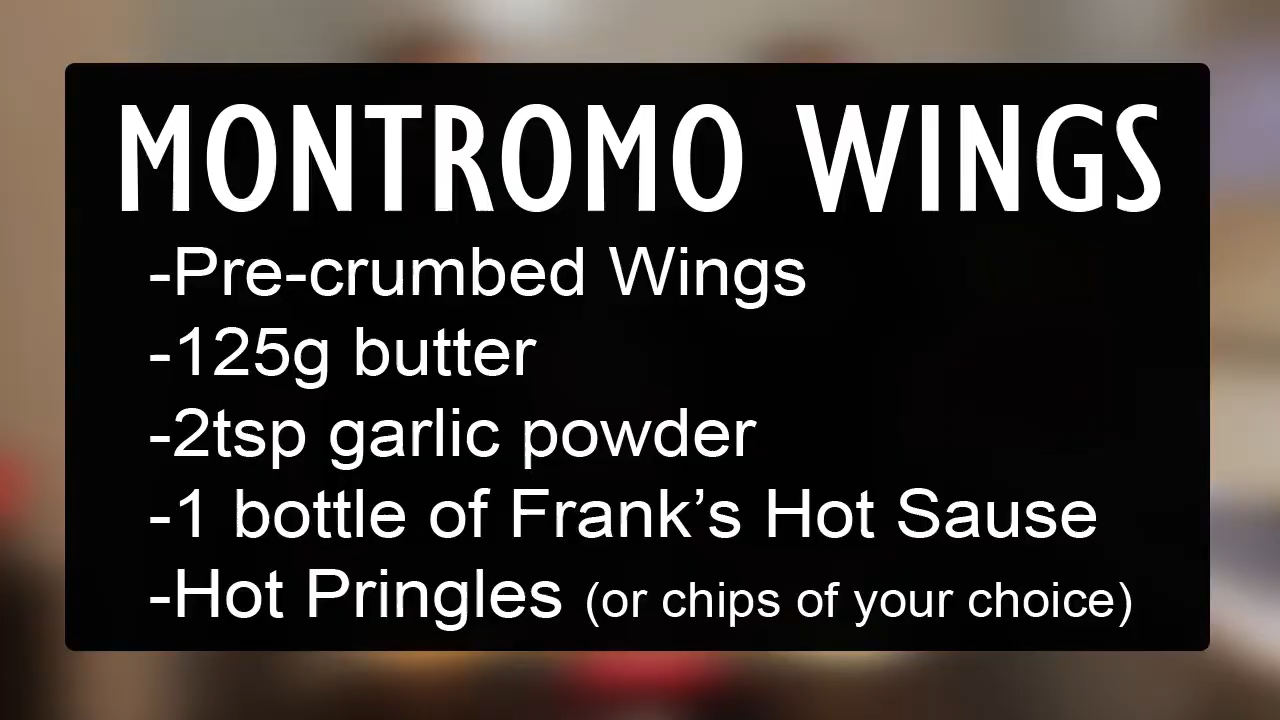 MONTROMO WINGS
-Pre-crumbed Wings
-125g butter
-2tsp garlic powder
-1 bottle of Frank’s Hot Sause
-Hot Pringles (or chips of your choice)